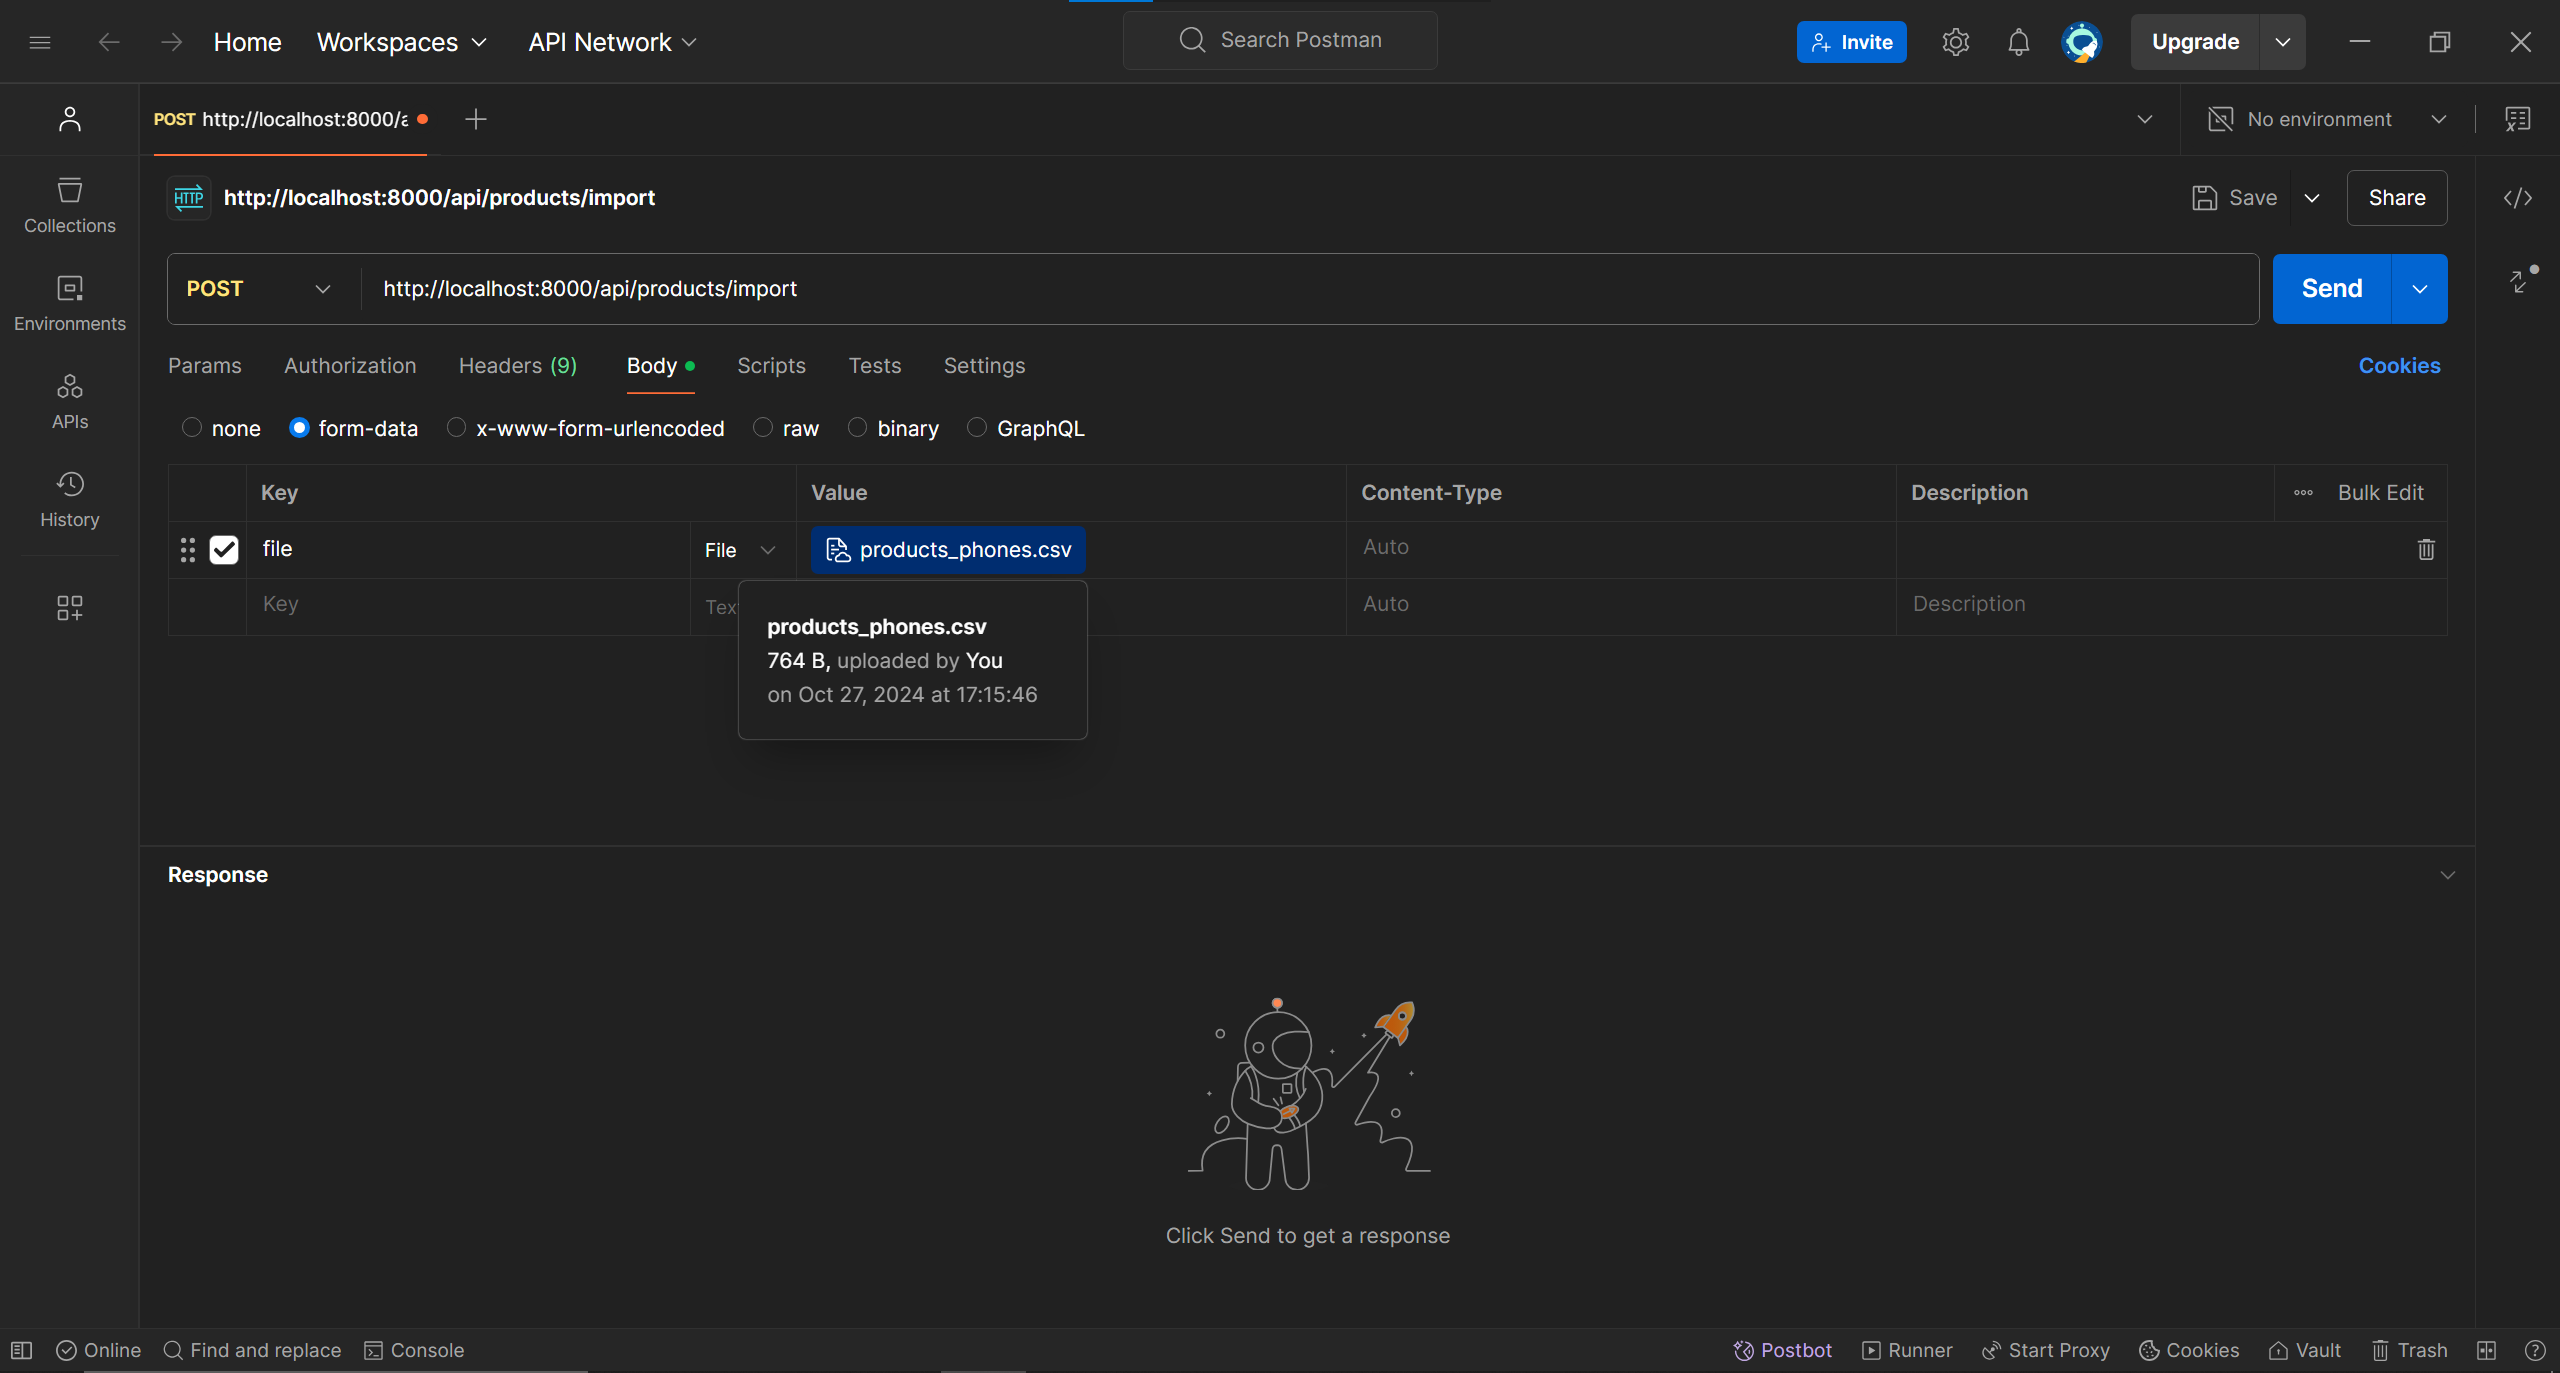 Home Workspaces API Network Search Postman Invite Upgrade
POST http://localhost:8000/a No environment
HTTP http://localhost:8000/api/products/import Save Share
Collections
Environments
APIs
History
POST http://localhost:8000/api/products/import Send
Params Authorization Headers (9) Body Scripts Tests Settings Cookies
none form-data x-www-form-urlencoded raw binary GraphQL
Key Value Content-Type Description Bulk Edit
file File products_phones.csv Auto
Key Tex Auto Description
products_phones.csv
764 B, uploaded by You
on Oct 27, 2024 at 17:15:46
Response
Click Send to get a response
Online Find and replace Console Postbot Runner Start Proxy Cookies Vault Trash